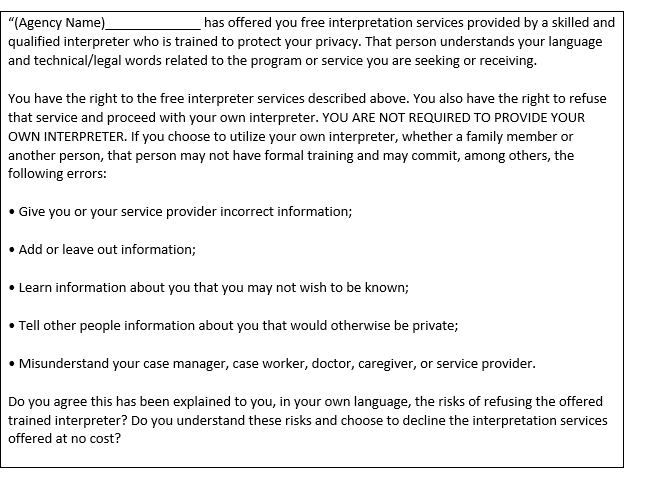 “(Agency Name)______________ has offered you free interpretation services provided by a skilled and
qualified interpreter who is trained to protect your privacy. That person understands your language
and technical/legal words related to the program or service you are seeking or receiving.
You have the right to the free interpreter services described above. You also have the right to refuse
that service and proceed with your own interpreter. YOU ARE NOT REQUIRED TO PROVIDE YOUR
OWN INTERPRETER. If you choose to utilize your own interpreter, whether a family member or
another person, that person may not have formal training and may commit, among others, the
following errors:
• Give you or your service provider incorrect information;
• Add or leave out information;
• Learn information about you that you may not wish to be known;
• Tell other people information about you that would otherwise be private;
• Misunderstand your case manager, case worker, doctor, caregiver, or service provider.
Do you agree this has been explained to you, in your own language, the risks of refusing the offered
trained interpreter? Do you understand these risks and choose to decline the interpretation services
offered at no cost?